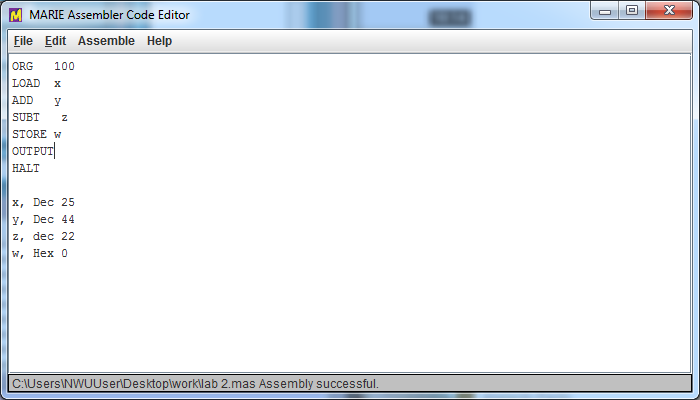 MARIE Assembler Code Editor
File Edit Assemble Help
ORG   100
LOAD  x
ADD   y
SUBT   z
STORE w
OUTPUT
HALT
x, Dec 25
y, Dec 44
z, dec 22
w, Hex 0
C:\Users\NWUUser\Desktop\work\lab 2.mas Assembly successful.